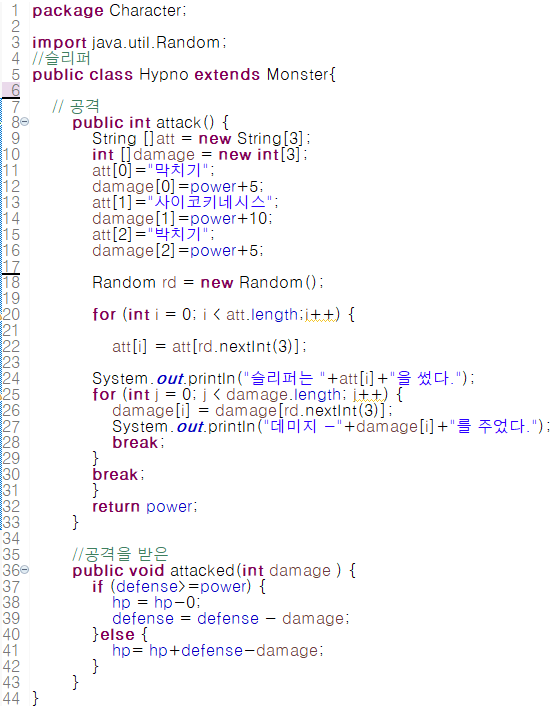 1 package Character;
2
3 import java.util.Random;
4 //슬리퍼
5 public class Hypno extends Monster{
6
7 // 공격
8 public int attack() {
9 String []att = new String[3];
10 int []damage = new int[3];
11 att[0]="막치기";
12 damage[0]=power+5;
13 att[1]="사이코키네시스";
14 damage[1]=power+10;
15 att[2]="박치기";
16 damage[2]=power+5;
17
18 Random rd = new Random();
19
20 for (int i = 0; i < att.length;i++) {
21
22 att[i] = att[rd.nextInt(3)];
23
24 System.out.println("슬리퍼는 "+att[i]+"을 썼다.");
25 for (int j = 0; j < damage.length; j++) {
26 damage[i] = damage[rd.nextInt(3)];
27 System.out.println("데미지 -"+damage[i]+"를 주었다.");
28 break;
29 }
30 break;
31 }
32 return power;
33 }
34
35 //공격을 받은
36 public void attacked(int damage ) {
37 if (defense>=power) {
38 hp = hp-0;
39 defense = defense - damage;
40 }else {
41 hp= hp+defense-damage;
42 }
43 }
44 }